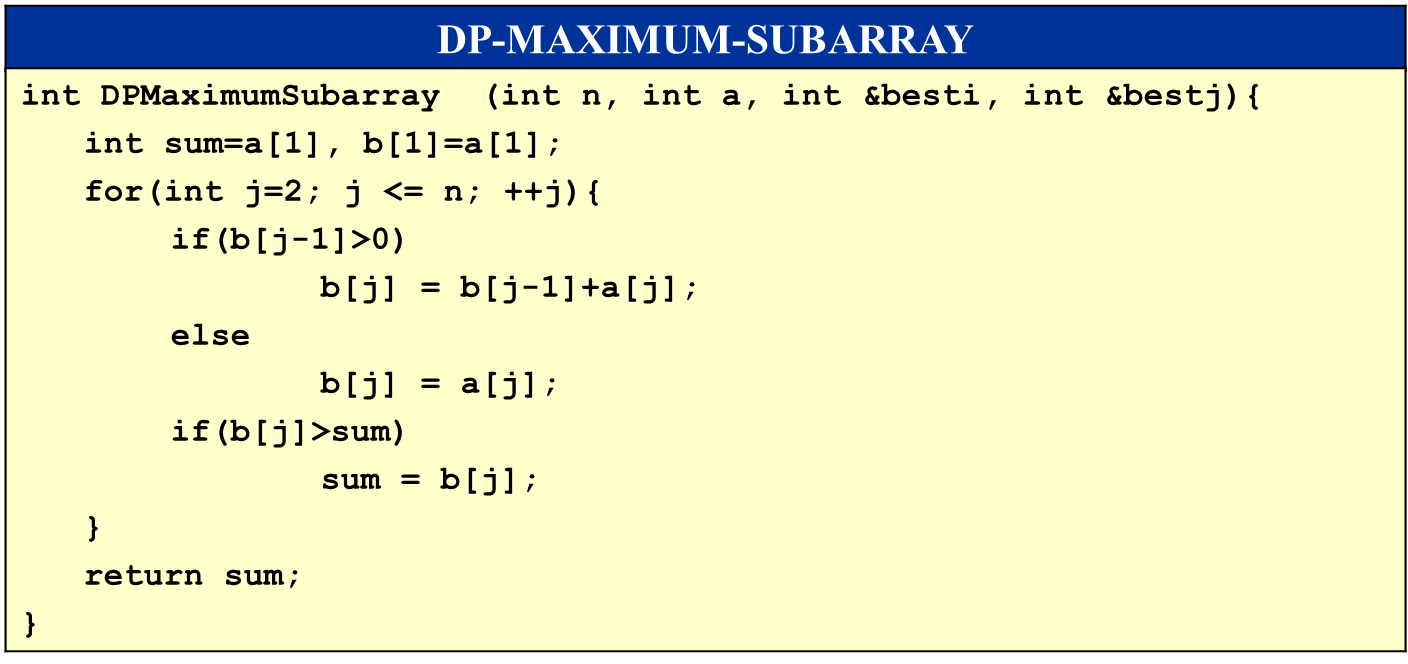 DP-MAXIMUM-SUBARRAY
int DPMaximumSubarray (int n, int a, int &besti, int &bestj){
int sum=a[1], b[1]=a[1];
for(int j=2; j <= n; ++j){
if(b[j-1]>0)
b[j] = b[j-1]+a[j];
else
b[j] = a[j];
if(b[j]>sum)
sum = b[j];
}
return sum;
}